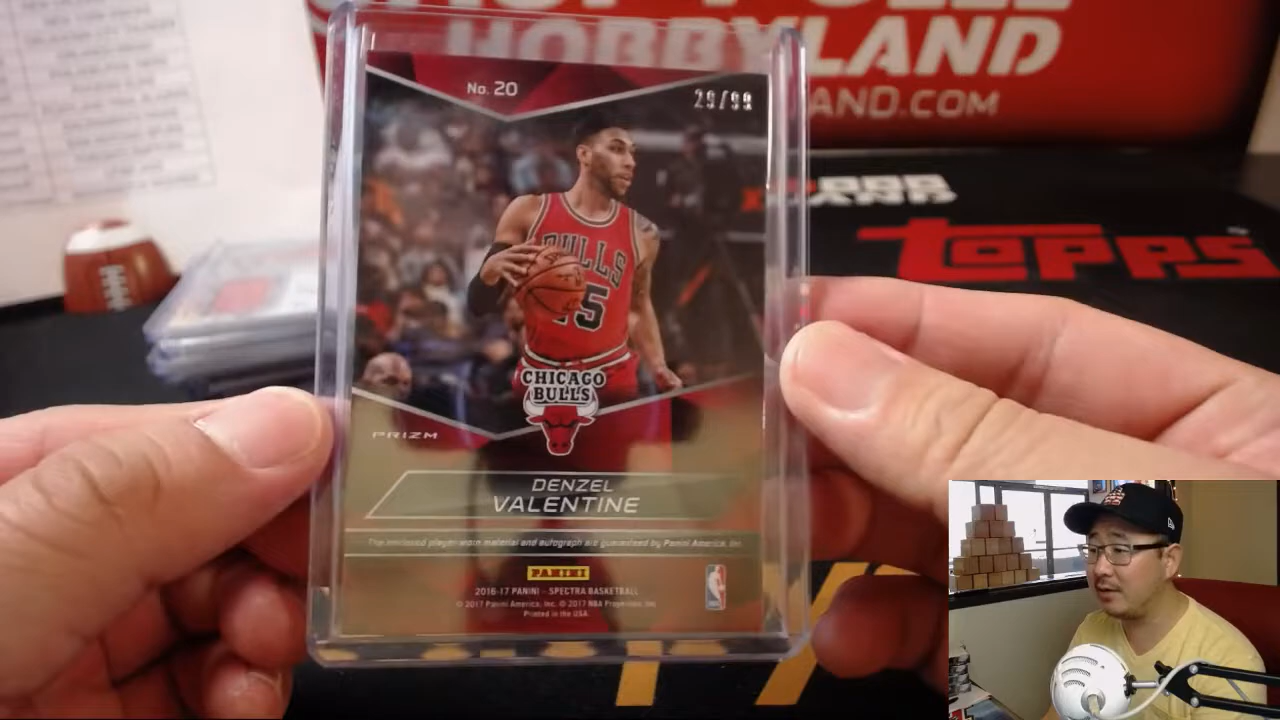 HOBBYLAND
AND.COM
No. 20
29/99
TOPPS
BULLS
45
CHICAGO
BULLS
PRIZM
DENZEL
VALENTINE
The enclosed player-worn material and autograph are guaranteed by Panini America, Inc.
PANINI
2016-17 PANINI - SPECTRA BASKETBALL
© 2017 Panini America, Inc. © 2017 NBA Properties, Inc.
Printed in the USA.